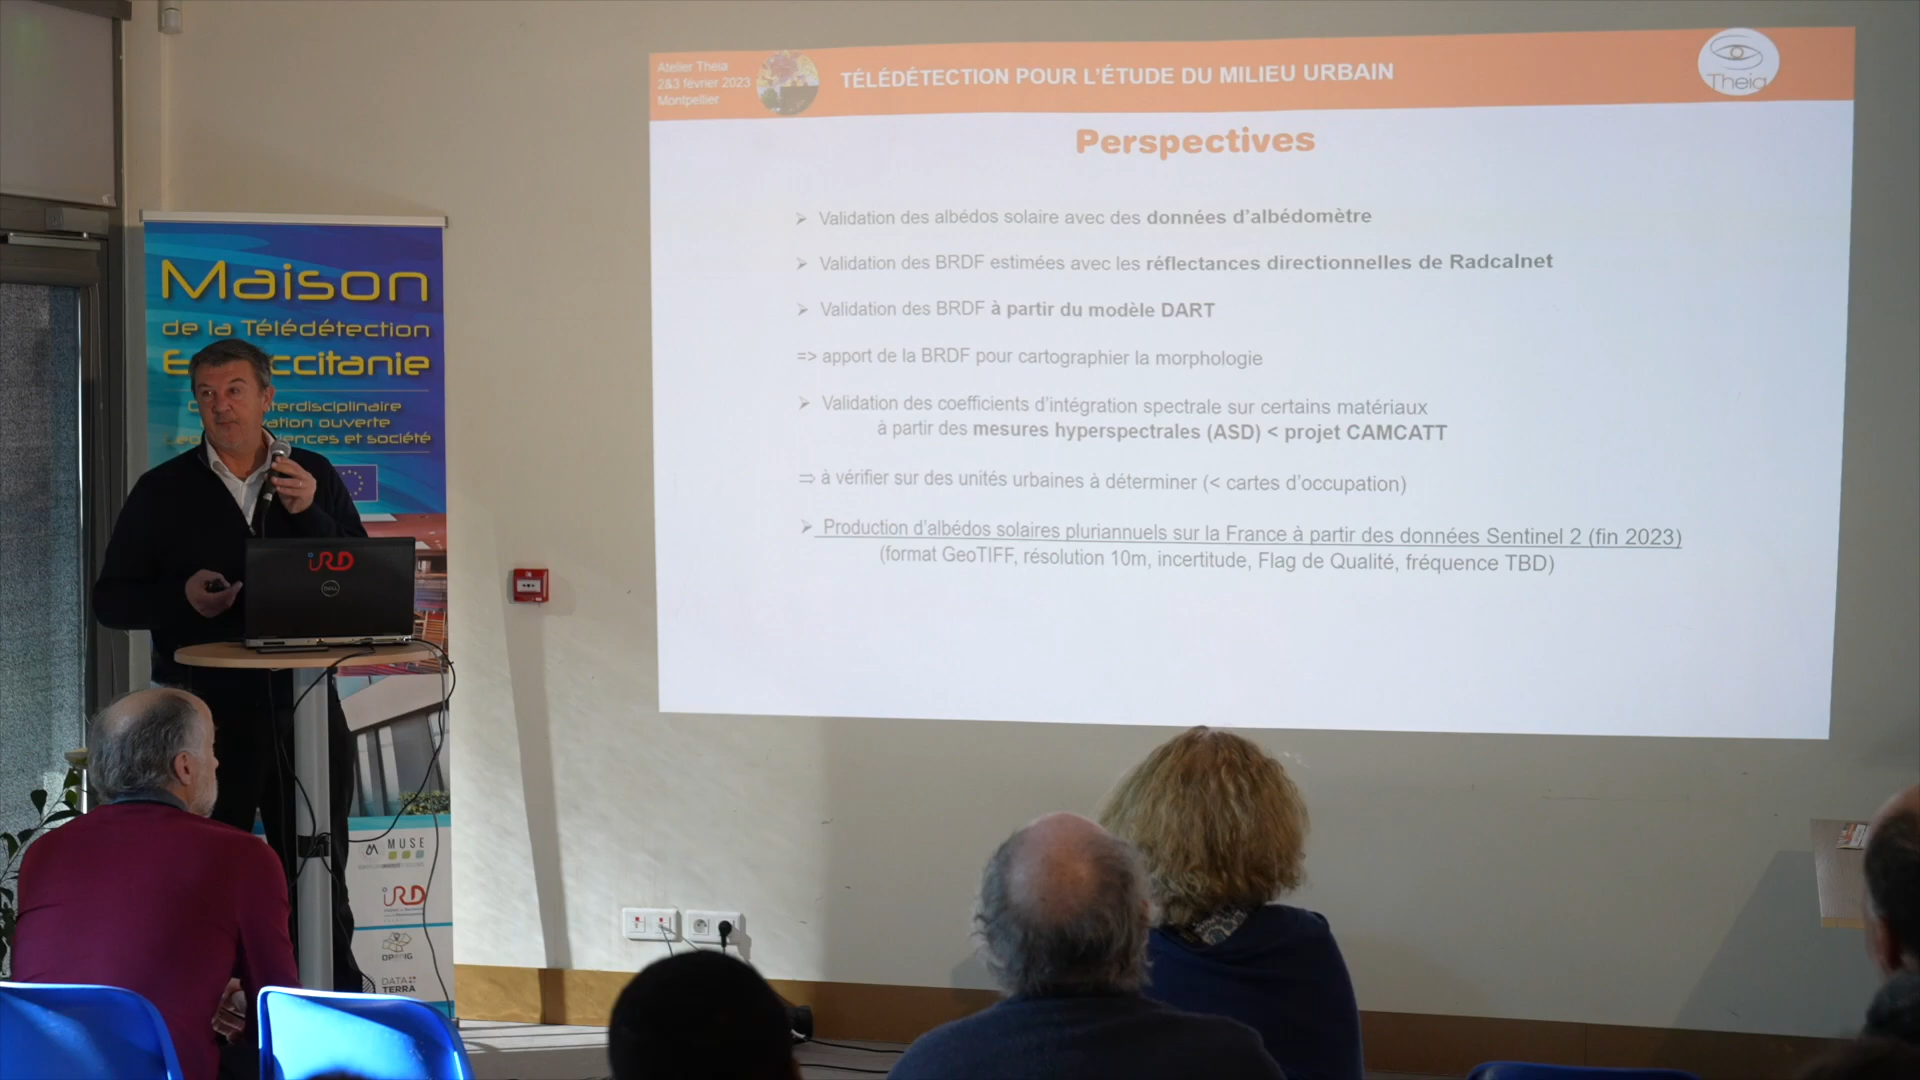 Atelier Theia
2&3 février 2023
Montpellier
TÉLÉDÉTECTION POUR L'ÉTUDE DU MILIEU URBAIN
Theia
Perspectives
➢ Validation des albédos solaire avec des données d'albédomètre
➢ Validation des BRDF estimées avec les réflectances directionnelles de Radcalnet
➢ Validation des BRDF à partir du modèle DART
=> apport de la BRDF pour cartographier la morphologie
➢ Validation des coefficients d'intégration spectrale sur certains matériaux
à partir des mesures hyperspectrales (ASD) < projet CAMCATT
⇒ à vérifier sur des unités urbaines à déterminer (< cartes d'occupation)
➢ Production d'albédos solaires pluriannuels sur la France à partir des données Sentinel 2 (fin 2023)
(format GeoTIFF, résolution 10m, incertitude, Flag de Qualité, fréquence TBD)
Maison
de la Télédétection
E ccitanie
terdisciplinaire
vation ouverte
iences et société
IRD
DELL
MUSE
IRD
DATA
TERRA